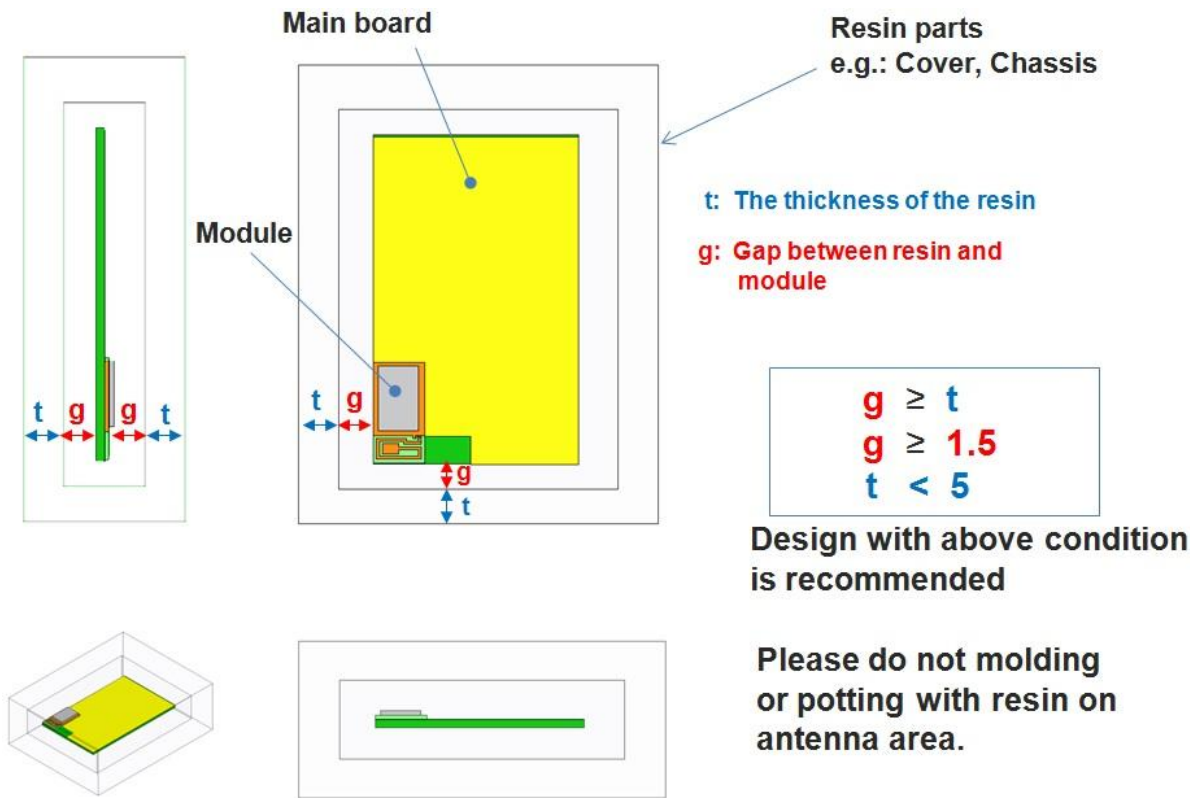 Main board
Resin parts
e.g.: Cover, Chassis
t: The thickness of the resin
Module
g: Gap between resin and
module
t g g t
t g
g
t
g ≥ t
g ≥ 1.5
t < 5
Design with above condition
is recommended
Please do not molding
or potting with resin on
antenna area.